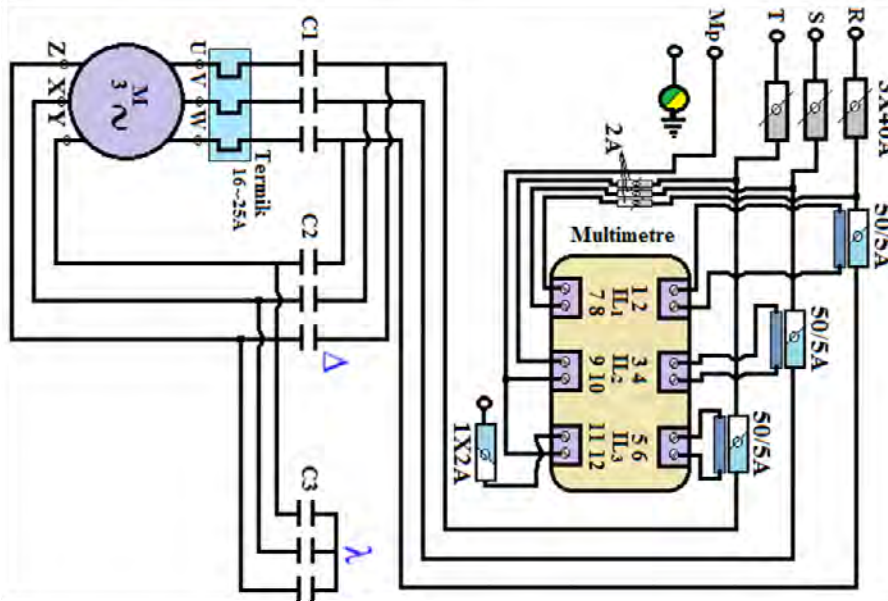 R
S
T
Mp
3X40A
2A
50/5A
50/5A
50/5A
Multimetre
1 2
IL1
7 8
3 4
IL2
9 10
5 6
IL3
11 12
1X2A
C1
U
V
W
Z
X
Y
M
3 ~
Termik
16~25A
C2
Δ
C3
λ